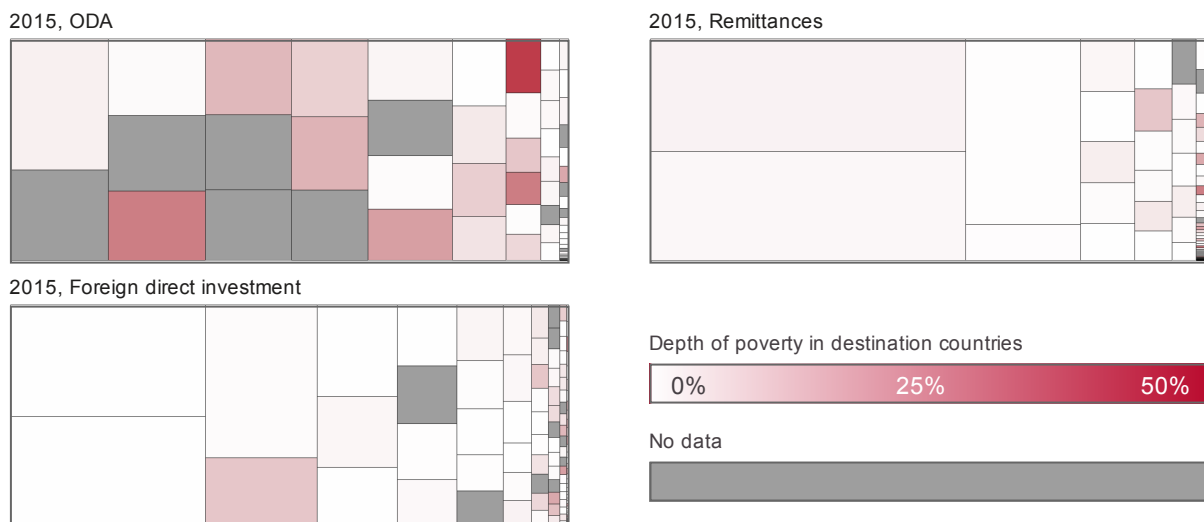 2015, ODA
2015, Remittances
2015, Foreign direct investment
Depth of poverty in destination countries
0% 25% 50%
No data